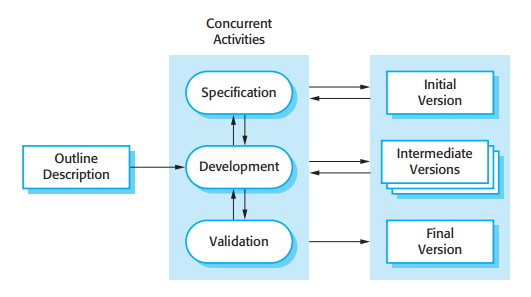 Concurrent
Activities
Specification
Initial
Version
Outline
Description
Development
Intermediate
Versions
Validation
Final
Version